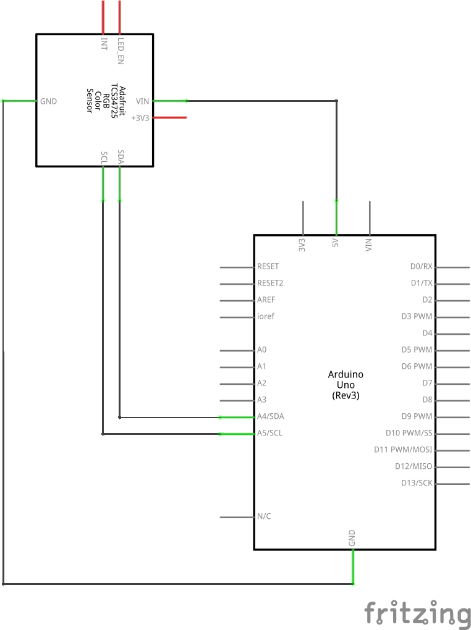 INT
LED_EN
GND
Adafruit
TCS34725
RGB
Color
Sensor
VIN
+3V3
SCL
SDA
3V3
5V
VIN
RESET
RESET2
AREF
ioref
A0
A1
A2
A3
A4/SDA
A5/SCL
N/C
Arduino
Uno
(Rev3)
D0/RX
D1/TX
D2
D3 PWM
D4
D5 PWM
D6 PWM
D7
D8
D9 PWM
D10 PWM/SS
D11 PWM/MOSI
D12/MISO
D13/SCK
GND
fritzing